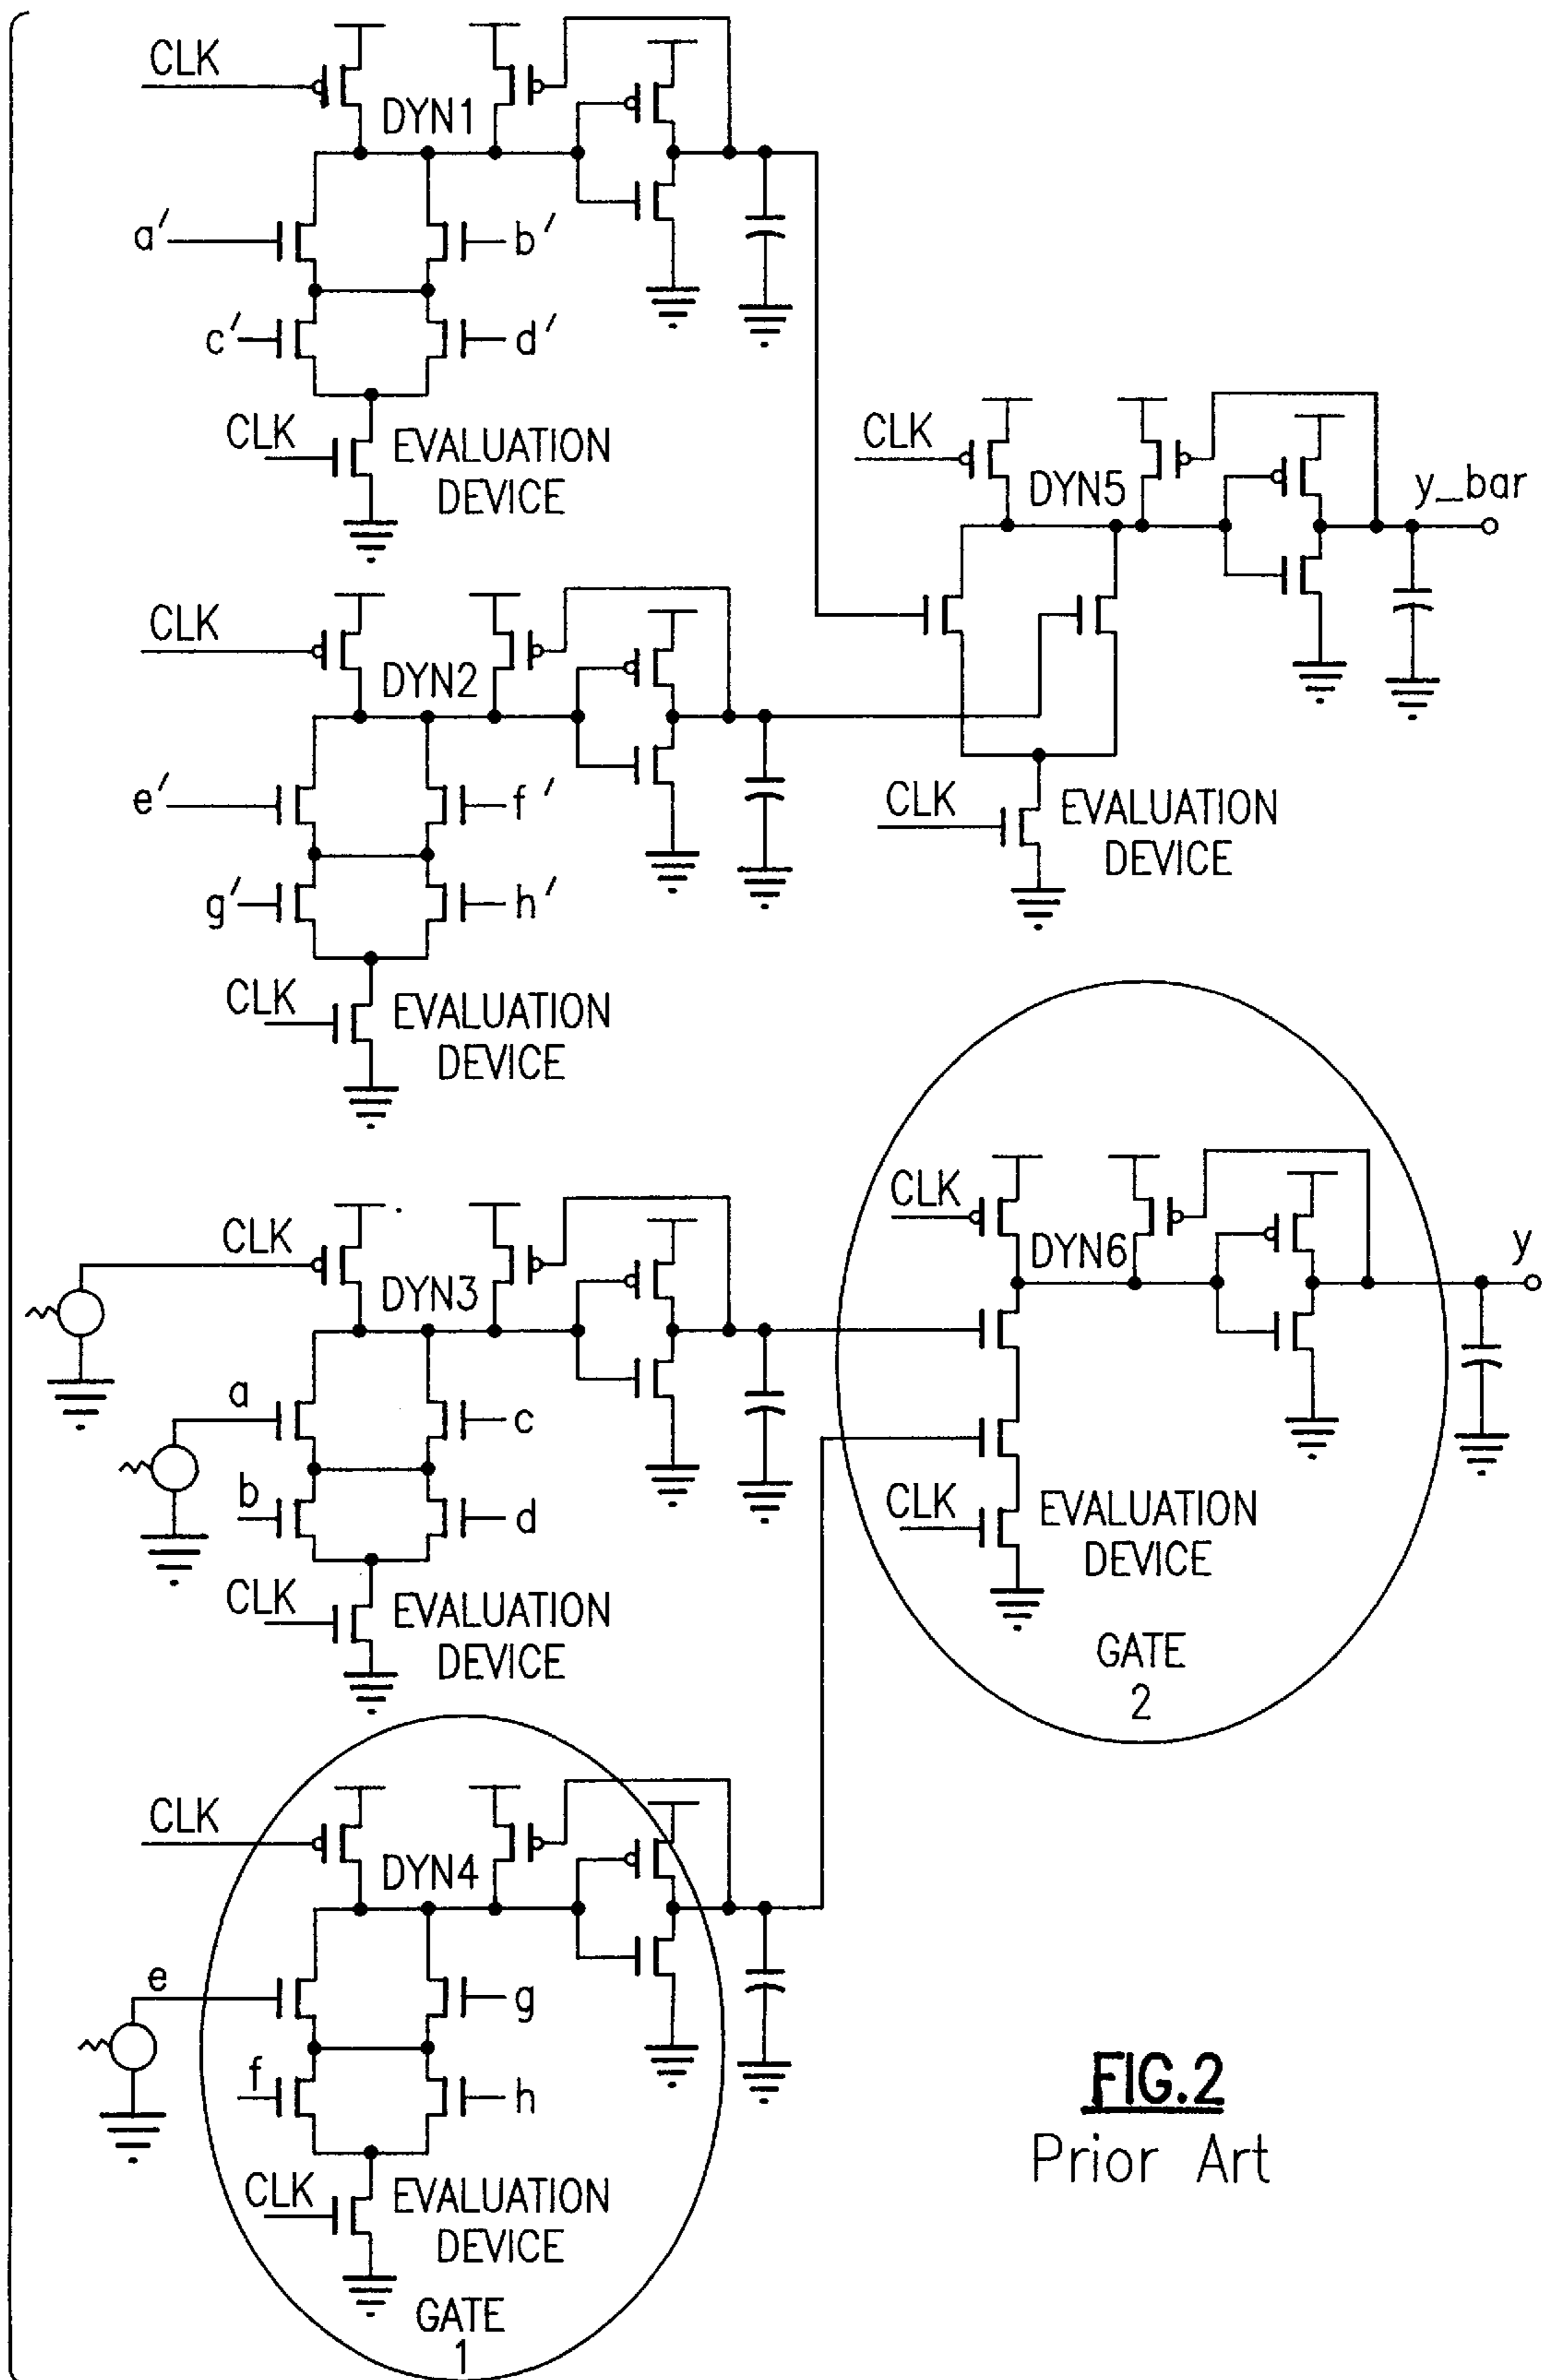 CLK
DYN1
a′
b′
c′
d′
CLK
EVALUATION
DEVICE
CLK
DYN5
y_bar
CLK
DYN2
e′
f′
g′
h′
CLK
EVALUATION
DEVICE
CLK
EVALUATION
DEVICE
CLK
DYN3
a
c
b
d
CLK
EVALUATION
DEVICE
CLK
DYN6
y
CLK
EVALUATION
DEVICE
GATE
2
CLK
DYN4
e
g
f
h
CLK
EVALUATION
DEVICE
GATE
1
FIG.2
Prior Art